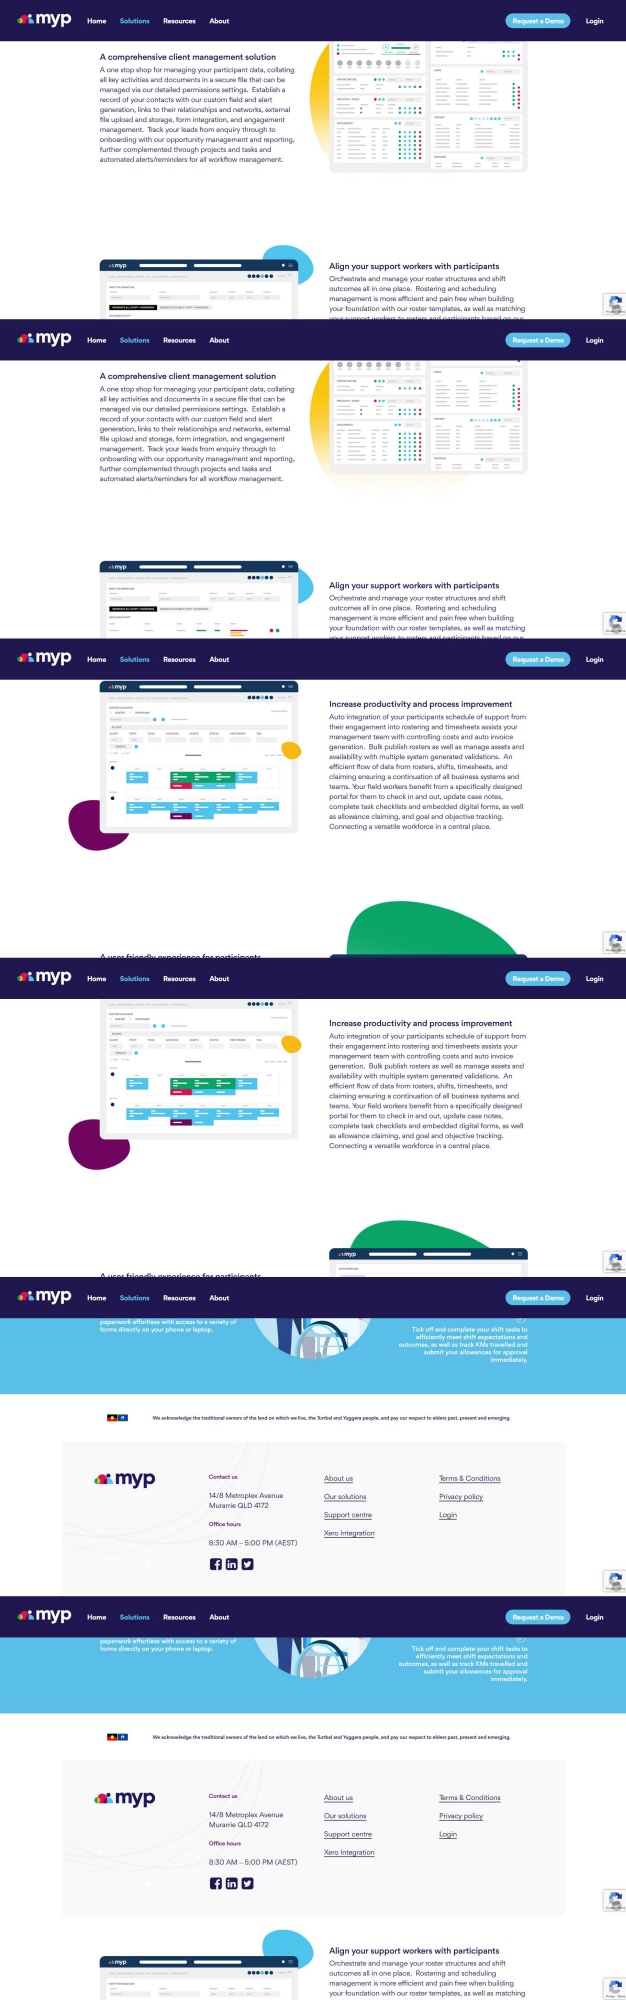 myp Home Solutions Resources About Request a Demo Login
A comprehensive client management solution
A one stop shop for managing your participant data, collating
all key activities and documents in a secure file that can be
managed via our detailed permissions settings. Establish a
record of your contacts with our custom field and alert
generation, links to their relationships and networks, external
file upload and storage, form integration, and engagement
management. Track your leads from enquiry through to
onboarding with our opportunity management and reporting,
further complemented through projects and tasks and
automated alerts/reminders for all workflow management.
myp
Align your support workers with participants
Orchestrate and manage your roster structures and shift
outcomes all in one place. Rostering and scheduling
management is more efficient and pain free when building
your foundation with our roster templates, as well as matching
your support workers to rosters and participants based on our
myp Home Solutions Resources About Request a Demo Login
A comprehensive client management solution
A one stop shop for managing your participant data, collating
all key activities and documents in a secure file that can be
managed via our detailed permissions settings. Establish a
record of your contacts with our custom field and alert
generation, links to their relationships and networks, external
file upload and storage, form integration, and engagement
management. Track your leads from enquiry through to
onboarding with our opportunity management and reporting,
further complemented through projects and tasks and
automated alerts/reminders for all workflow management.
myp
Align your support workers with participants
Orchestrate and manage your roster structures and shift
outcomes all in one place. Rostering and scheduling
management is more efficient and pain free when building
your foundation with our roster templates, as well as matching
your support workers to rosters and participants based on our
myp Home Solutions Resources About Request a Demo Login
myp
Increase productivity and process improvement
Auto integration of your participants schedule of support from
their engagement into rostering and timesheets assists your
management team with controlling costs and auto invoice
generation. Bulk publish rosters as well as manage assets and
availability with multiple system generated validations. An
efficient flow of data from rosters, shifts, timesheets, and
claiming ensuring a continuation of all business systems and
teams. Your field workers benefit from a specifically designed
portal for them to check in and out, update case notes,
complete task checklists and embedded digital forms, as well
as allowance claiming, and goal and objective tracking.
Connecting a versatile workforce in a central place.
A user friendly experience for participants
myp Home Solutions Resources About Request a Demo Login
Increase productivity and process improvement
Auto integration of your participants schedule of support from
their engagement into rostering and timesheets assists your
management team with controlling costs and auto invoice
generation. Bulk publish rosters as well as manage assets and
availability with multiple system generated validations. An
efficient flow of data from rosters, shifts, timesheets, and
claiming ensuring a continuation of all business systems and
teams. Your field workers benefit from a specifically designed
portal for them to check in and out, update case notes,
complete task checklists and embedded digital forms, as well
as allowance claiming, and goal and objective tracking.
Connecting a versatile workforce in a central place.
myp
A user friendly experience for participants
myp Home Solutions Resources About Request a Demo Login
paperwork effortless with access to a variety of
forms directly on your phone or laptop.
Tick off and complete your shift tasks to
efficiently meet shift expectations and
outcomes, as well as track KMs travelled and
submit your allowances for approval
immediately.
We acknowledge the traditional owners of the land on which we live, the Turrbal and Yuggera people, and pay our respect to elders past, present and emerging.
myp
Contact us
14/8 Metroplex Avenue
Murarrie QLD 4172
Office hours
8:30 AM – 5:00 PM (AEST)
About us
Our solutions
Support centre
Xero Integration
Terms & Conditions
Privacy policy
Login
myp Home Solutions Resources About Request a Demo Login
paperwork effortless with access to a variety of
forms directly on your phone or laptop.
Tick off and complete your shift tasks to
efficiently meet shift expectations and
outcomes, as well as track KMs travelled and
submit your allowances for approval
immediately.
We acknowledge the traditional owners of the land on which we live, the Turrbal and Yuggera people, and pay our respect to elders past, present and emerging.
myp
Contact us
14/8 Metroplex Avenue
Murarrie QLD 4172
Office hours
8:30 AM – 5:00 PM (AEST)
About us
Our solutions
Support centre
Xero Integration
Terms & Conditions
Privacy policy
Login
myp
Align your support workers with participants
Orchestrate and manage your roster structures and shift
outcomes all in one place. Rostering and scheduling
management is more efficient and pain free when building
your foundation with our roster templates, as well as matching